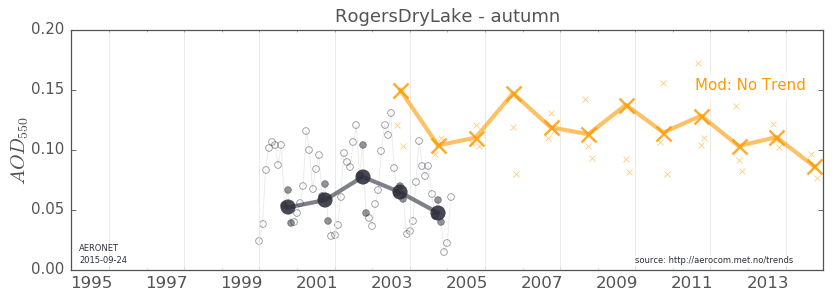 RogersDryLake - autumn
0.20
0.15
0.10
0.05
0.00
AOD550
Mod: No Trend
AERONET
2015-09-24
source: http://aerocom.met.no/trends
1995 1997 1999 2001 2003 2005 2007 2009 2011 2013